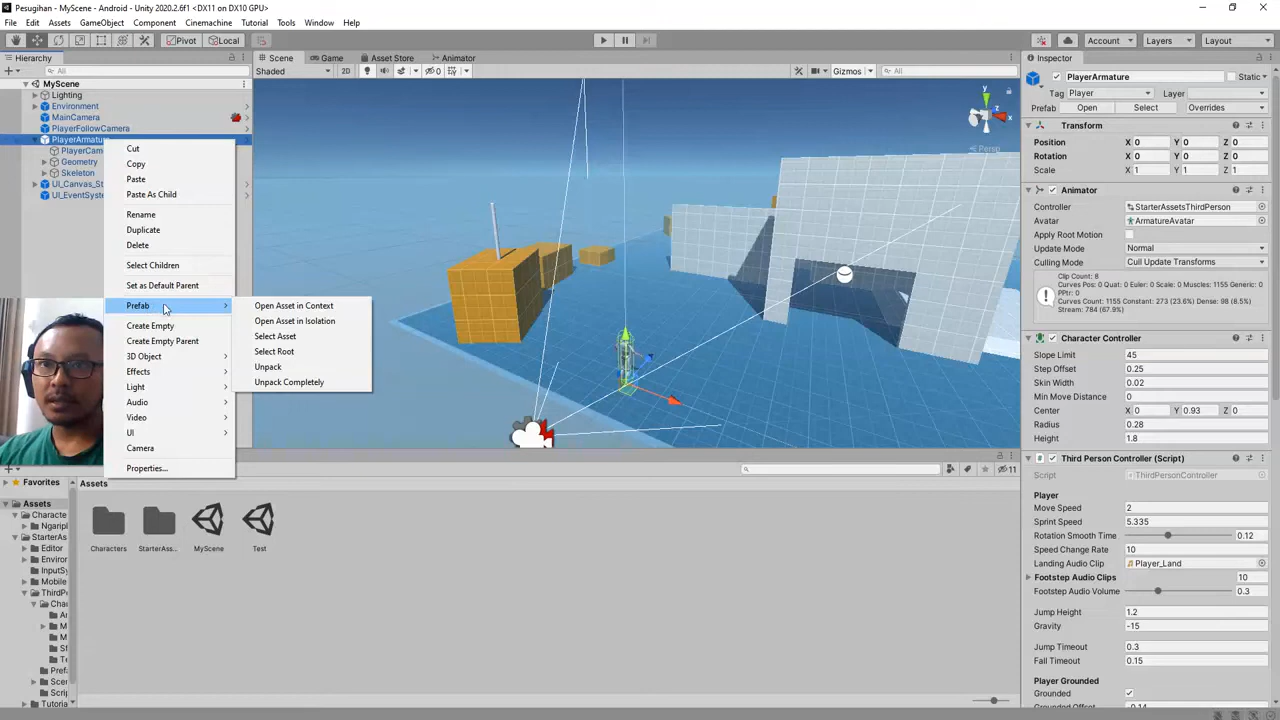 Pesugihan - MyScene - Android - Unity 2020.2.6f1 <DX11 on DX10 GPU>
File Edit Assets GameObject Component Cinemachine Tutorial Tools Window Help
Pivot Local Account Layers Layout
Hierarchy
All
MyScene
Lighting
Environment
MainCamera
PlayerFollowCamera
PlayerArmature
PlayerCam
Geometry
Skeleton
UI_Canvas_St
UI_EventSyste
Cut
Copy
Paste
Paste As Child
Rename
Duplicate
Delete
Select Children
Set as Default Parent
Prefab
Create Empty
Create Empty Parent
3D Object
Effects
Light
Audio
Video
UI
Camera
Properties...
Open Asset in Context
Open Asset in Isolation
Select Asset
Select Root
Unpack
Unpack Completely
Scene Game Asset Store Animator
Shaded 2D 0 Gizmos All
y
x
Persp
11
Favorites
Assets
Characte
Ngaripl
StarterAs
Editor
Enviror
InputSy
Mobile
ThirdP
Cha
A
M
M
St
Te
Pref
Scen
Scrip
Tutoria
Assets
Characters StarterAss... MyScene Test
Inspector
PlayerArmature Static
Tag Player Layer
Prefab Open Select Overrides
Transform
Position X 0 Y 0 Z 0
Rotation X 0 Y 0 Z 0
Scale X 1 Y 1 Z 1
Animator
Controller StarterAssetsThirdPerson
Avatar ArmatureAvatar
Apply Root Motion
Update Mode Normal
Culling Mode Cull Update Transforms
Clip Count: 8
Curves Pos: 0 Quat: 0 Euler: 0 Scale: 0 Muscles: 1155 Generic: 0
PPtr: 0
Curves Count: 1155 Constant: 273 (23.6%) Dense: 98 (8.5%)
Stream: 784 (67.9%)
Character Controller
Slope Limit 45
Step Offset 0.25
Skin Width 0.02
Min Move Distance 0
Center X 0 Y 0.93 Z 0
Radius 0.28
Height 1.8
Third Person Controller (Script)
Script ThirdPersonController
Player
Move Speed 2
Sprint Speed 5.335
Rotation Smooth Time 0.12
Speed Change Rate 10
Landing Audio Clip Player_Land
Footstep Audio Clips 10
Footstep Audio Volume 0.3
Jump Height 1.2
Gravity -15
Jump Timeout 0.3
Fall Timeout 0.15
Player Grounded
Grounded